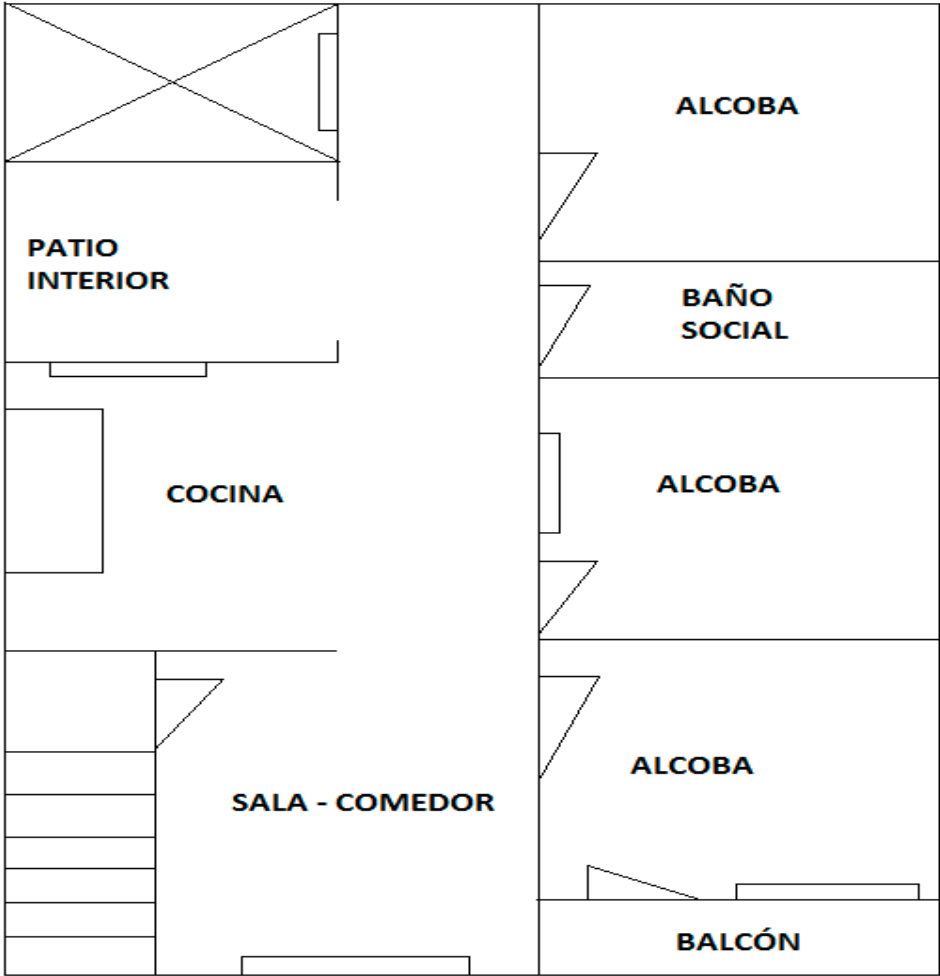 ALCOBA
PATIO
INTERIOR
BAÑO
SOCIAL
COCINA
ALCOBA
ALCOBA
SALA - COMEDOR
BALCÓN